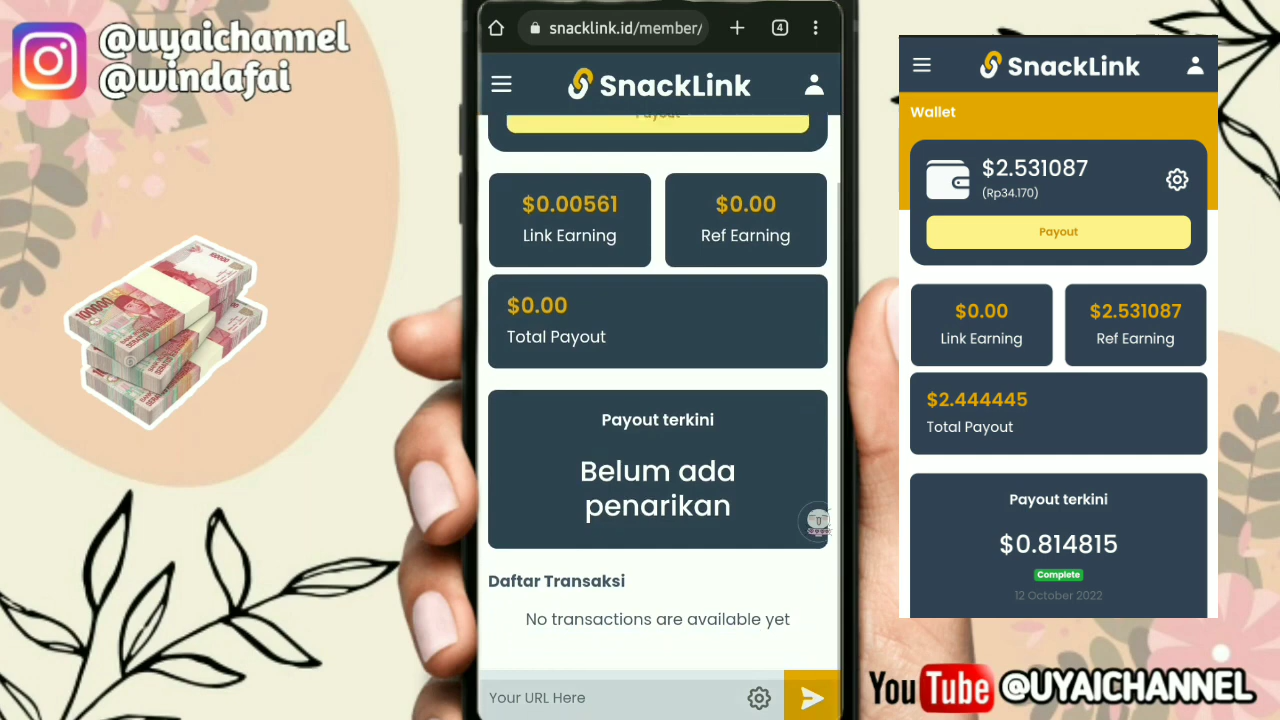 @uyaichannel
@windafai
snacklink.id/member/
4
SnackLink
Payout
$0.00561
Link Earning
$0.00
Ref Earning
$0.00
Total Payout
Payout terkini
Belum ada
penarikan
Daftar Transaksi
No transactions are available yet
Your URL Here
SnackLink
Wallet
$2.531087
(Rp34.170)
Payout
$0.00
Link Earning
$2.531087
Ref Earning
$2.444445
Total Payout
Payout terkini
$0.814815
Complete
12 October 2022
YouTube @UYAICHANNEL
100000
100000